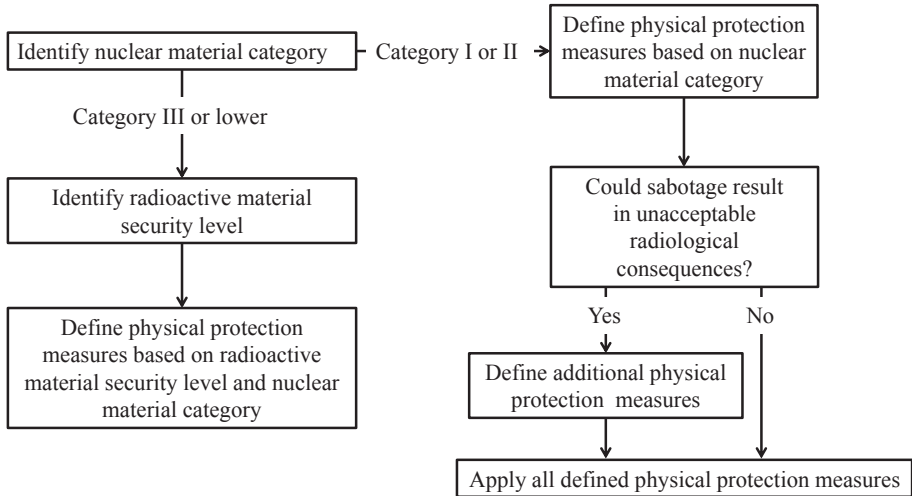 Identify nuclear material category
Category I or II
Define physical protection
measures based on nuclear
material category
Category III or lower
Identify radioactive material
security level
Could sabotage result
in unacceptable
radiological
consequences?
Define physical protection
measures based on radioactive
material security level and nuclear
material category
Yes
No
Define additional physical
protection measures
Apply all defined physical protection measures